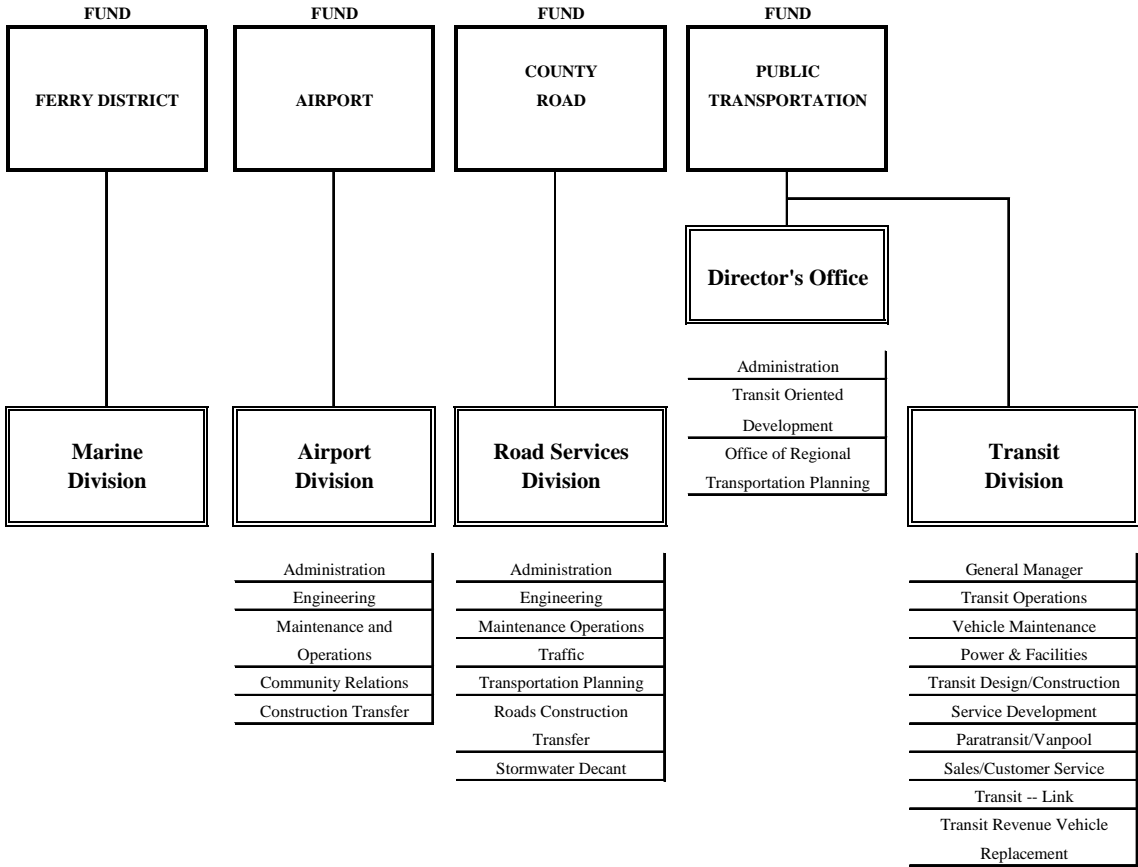 FUND
FERRY DISTRICT
FUND
AIRPORT
FUND
COUNTY
ROAD
FUND
PUBLIC
TRANSPORTATION
Director's Office
Administration
Transit Oriented
Development
Office of Regional
Transportation Planning
Marine
Division
Airport
Division
Administration
Engineering
Maintenance and
Operations
Community Relations
Construction Transfer
Road Services
Division
Administration
Engineering
Maintenance Operations
Traffic
Transportation Planning
Roads Construction
Transfer
Stormwater Decant
Transit
Division
General Manager
Transit Operations
Vehicle Maintenance
Power & Facilities
Transit Design/Construction
Service Development
Paratransit/Vanpool
Sales/Customer Service
Transit -- Link
Transit Revenue Vehicle
Replacement